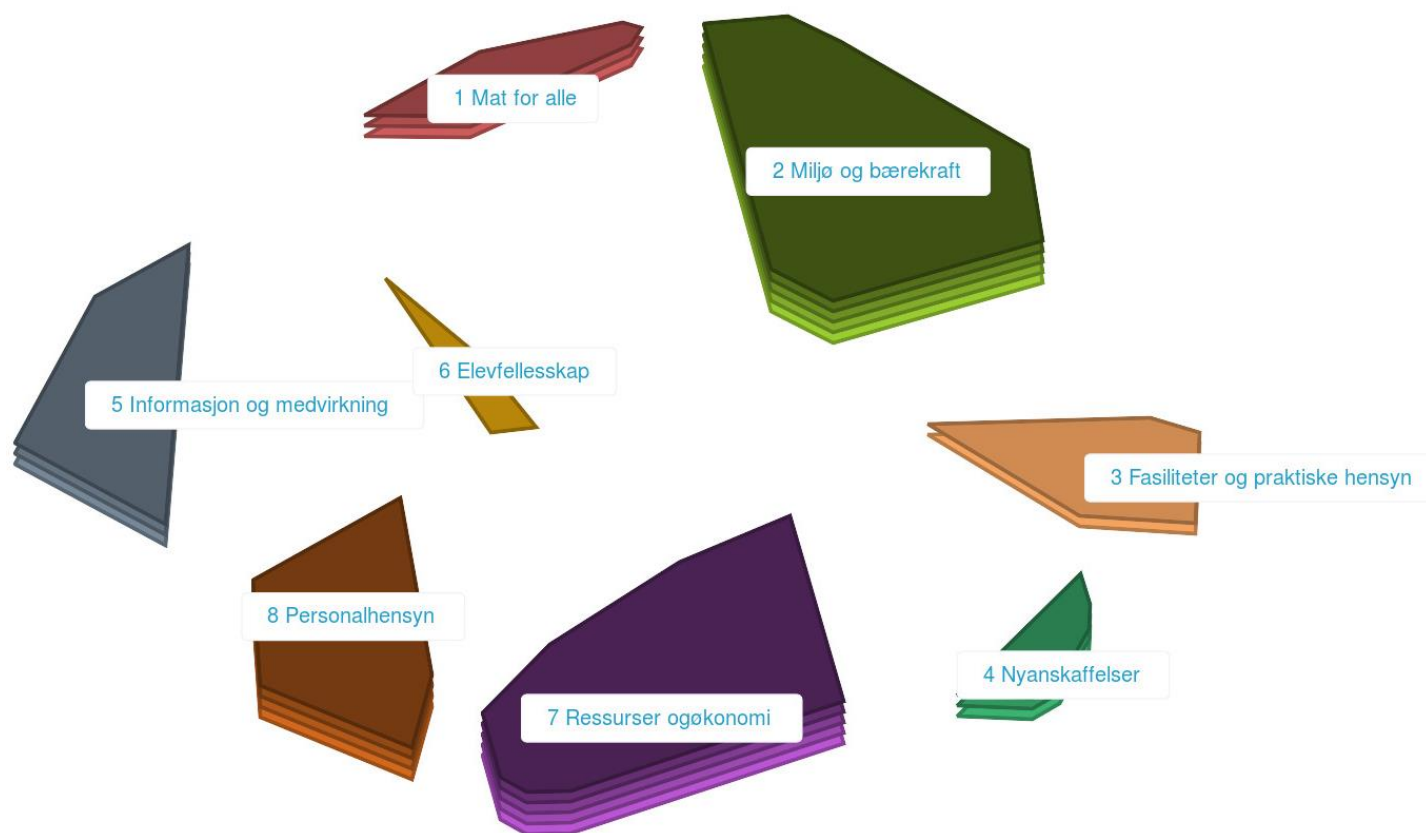 1 Mat for alle
2 Miljø og bærekraft
6 Elevfellesskap
5 Informasjon og medvirkning
3 Fasiliteter og praktiske hensyn
8 Personalhensyn
4 Nyanskaffelser
7 Ressurser ogøkonomi